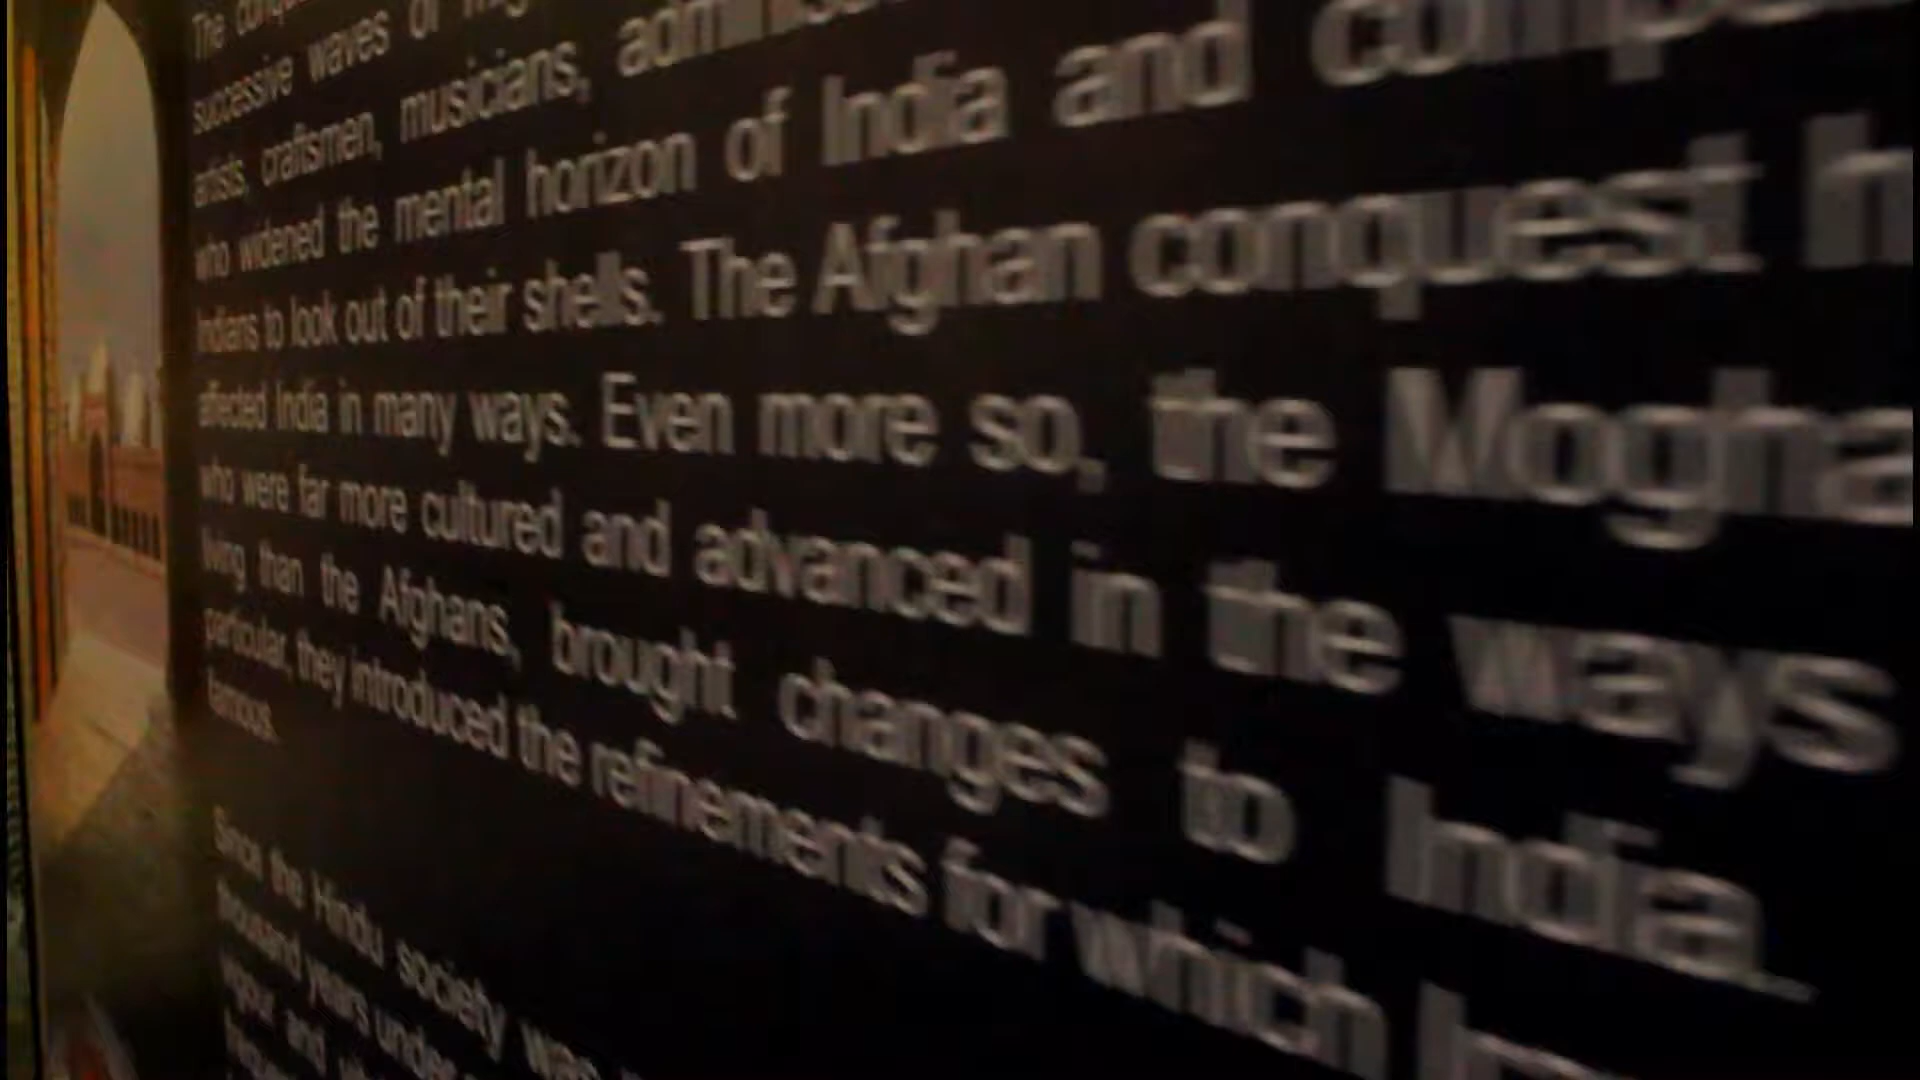 The
successive waves of
artists, craftsmen, musicians,
who widened the mental horizon of India and
Indians to look out of their shells. The Afghan conquest
affected India in many ways. Even more so, the
who were far more cultured and advanced in the ways
living than the Afghans, brought changes to India.
particular, they introduced the refinements for which
famous.
Since the Hindu society was
thousand years under
rigour and